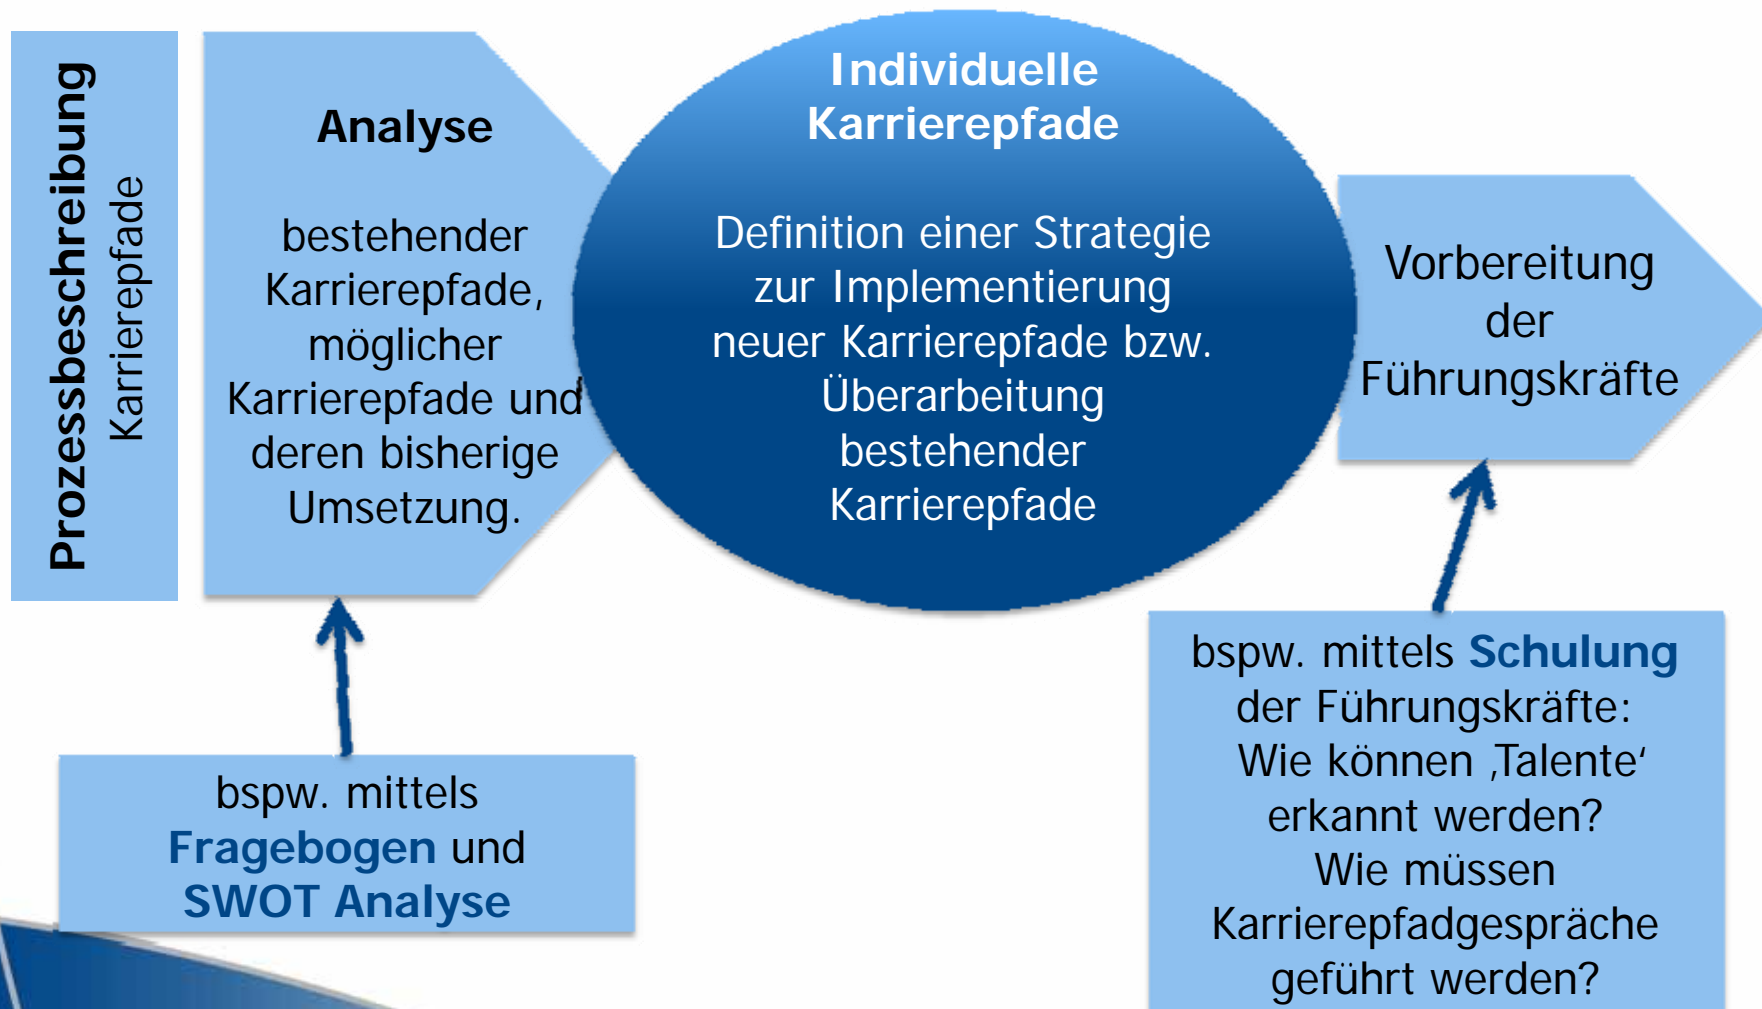 Prozessbeschreibung
Karrierepfade
Analyse
bestehender
Karrierepfade,
möglicher
Karrierepfade und
deren bisherige
Umsetzung.
Individuelle
Karrierepfade
Definition einer Strategie
zur Implementierung
neuer Karrierepfade bzw.
Überarbeitung
bestehender
Karrierepfade
Vorbereitung
der
Führungskräfte
bspw. mittels
Fragebogen und
SWOT Analyse
bspw. mittels Schulung
der Führungskräfte:
Wie können ‚Talente‘
erkannt werden?
Wie müssen
Karrierepfadgespräche
geführt werden?